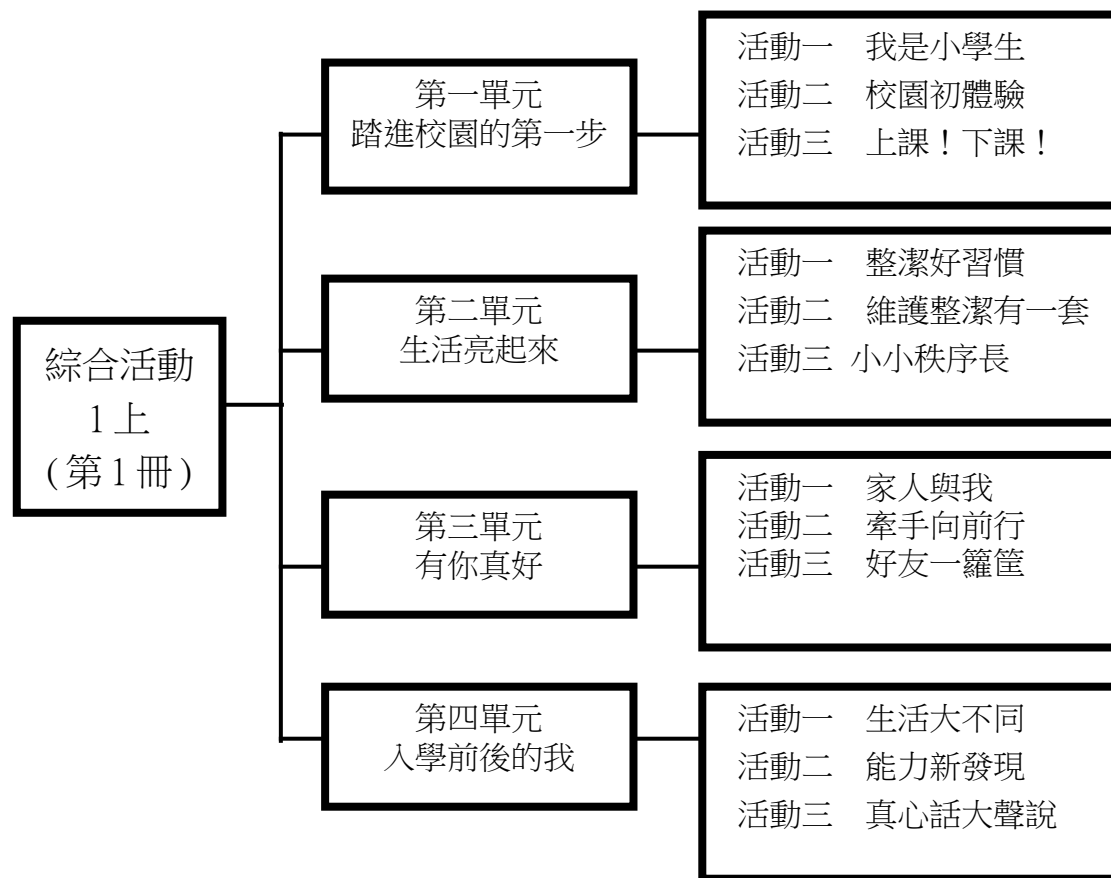 綜合活動
1上
(第1冊)
第一單元
踏進校園的第一步
活動一　我是小學生
活動二　校園初體驗
活動三　上課！下課！
第二單元
生活亮起來
活動一　整潔好習慣
活動二　維護整潔有一套
活動三 小小秩序長
第三單元
有你真好
活動一　家人與我
活動二　牽手向前行
活動三　好友一籮筐
第四單元
入學前後的我
活動一　生活大不同
活動二　能力新發現
活動三　真心話大聲說